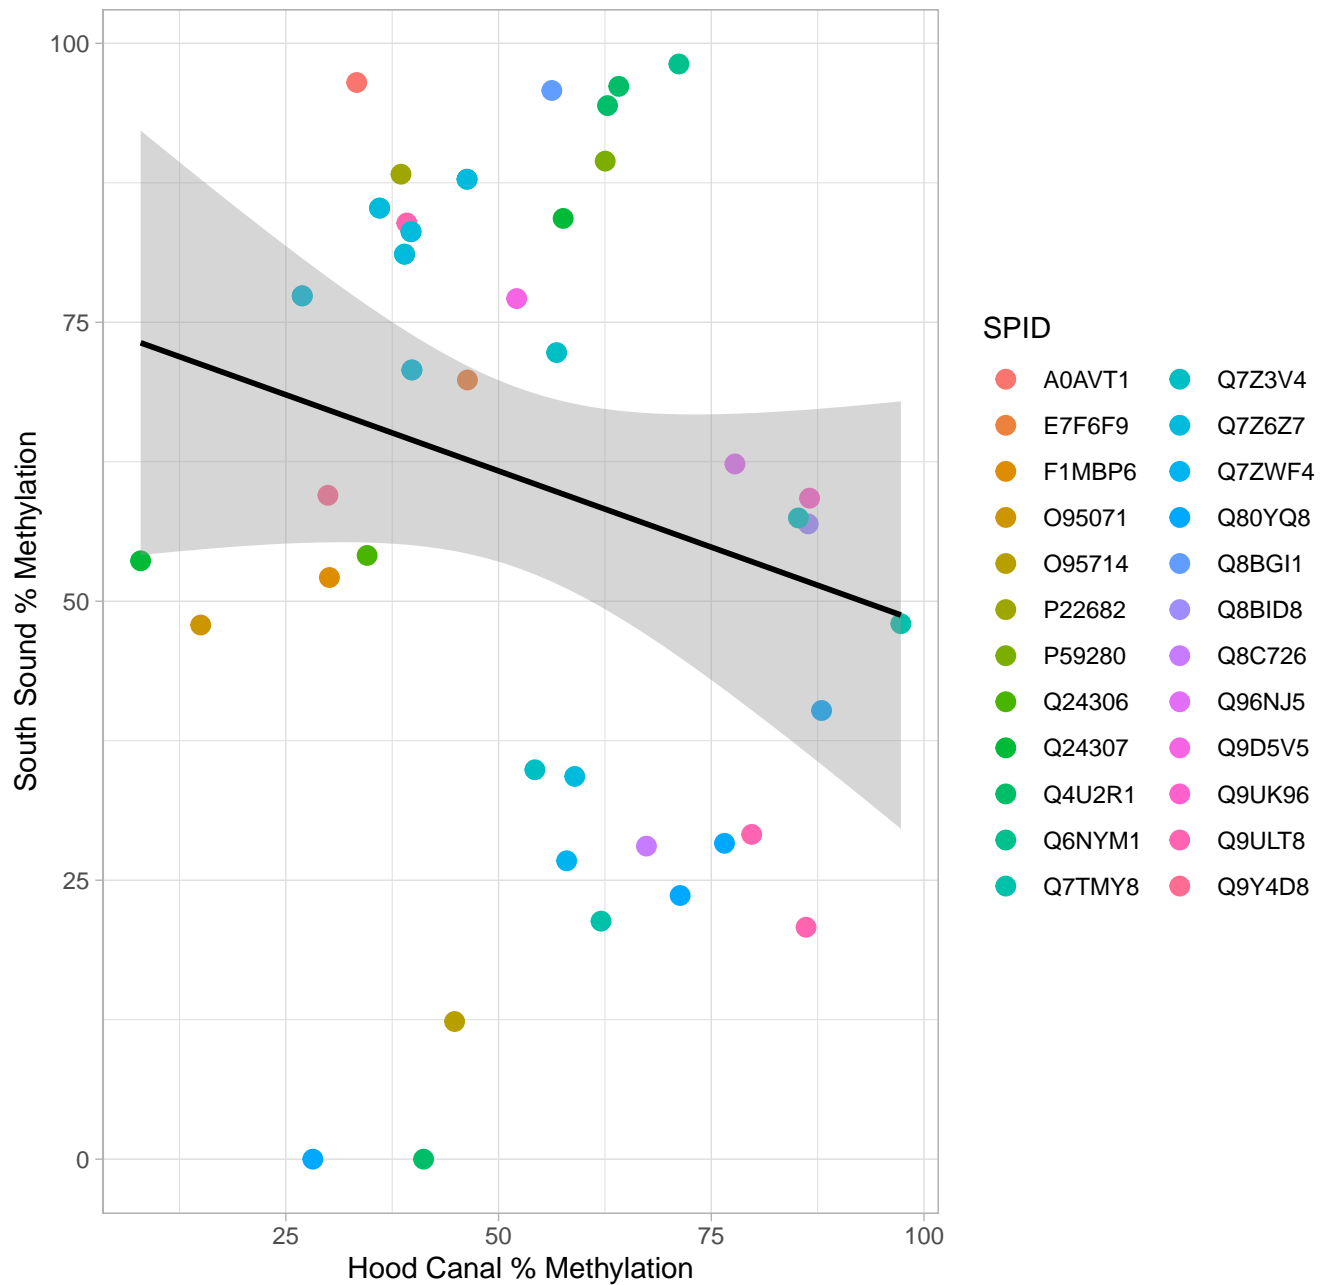 100
75
50
25
0
South Sound % Methylation
25 50 75 100
Hood Canal % Methylation
SPID
A0AVT1
E7F6F9
F1MBP6
O95071
O95714
P22682
P59280
Q24306
Q24307
Q4U2R1
Q6NYM1
Q7TMY8
Q7Z3V4
Q7Z6Z7
Q7ZWF4
Q80YQ8
Q8BGI1
Q8BID8
Q8C726
Q96NJ5
Q9D5V5
Q9UK96
Q9ULT8
Q9Y4D8